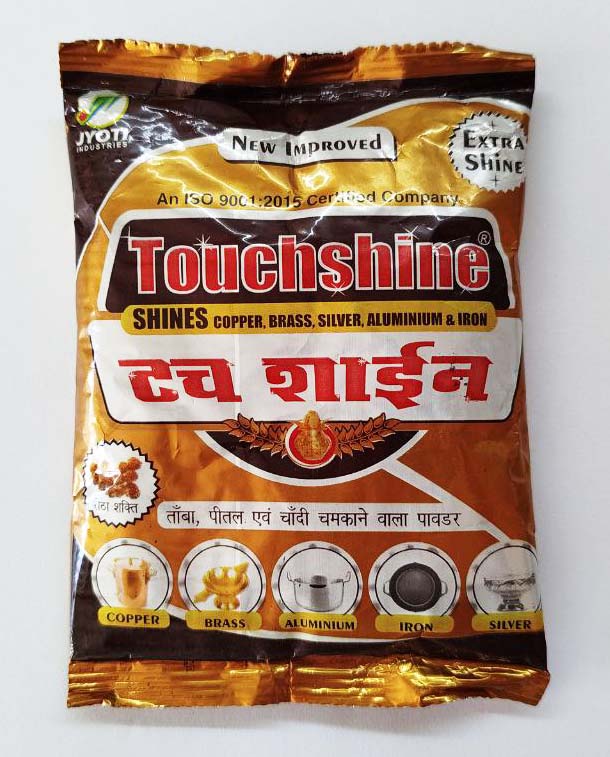 JYOTI
INDUSTRIES
New Improved
Extra
Shine
An ISO 9001:2015 Certified Company
Touchshine®
SHINES COPPER, BRASS, SILVER, ALUMINIUM & IRON
टच शाईन
शक्ति
ताँबा, पीतल एवं चाँदी चमकाने वाला पावडर
COPPER
BRASS
ALUMINIUM
IRON
SILVER